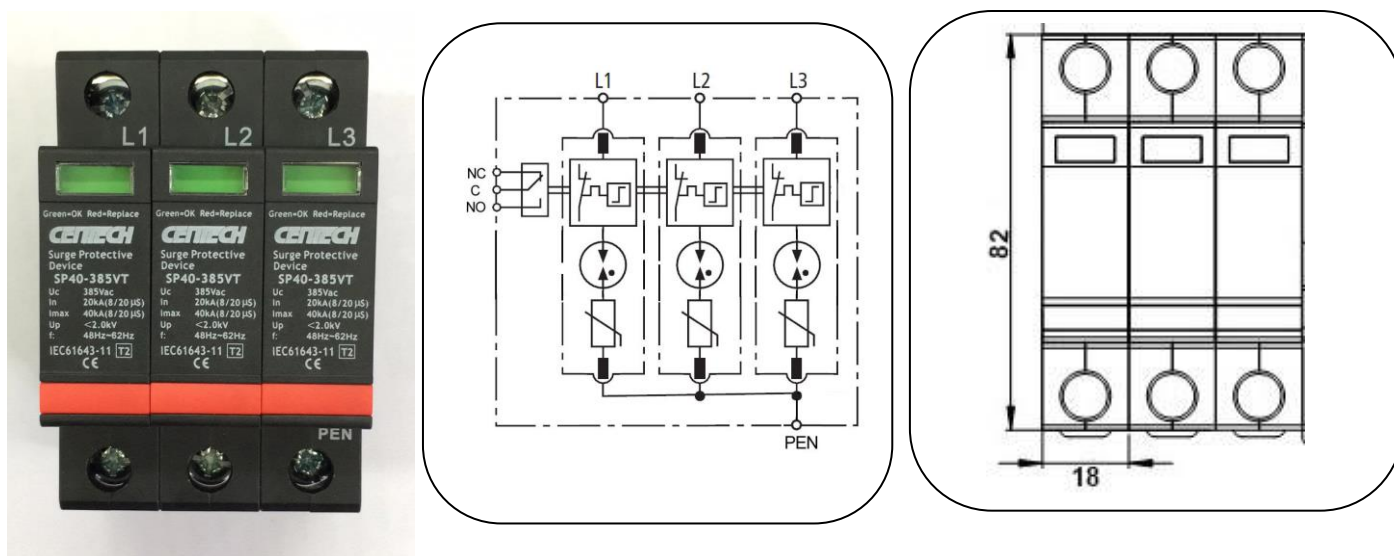 L1 L2 L3
Green=OK Red=Replace
CENTECH
Surge Protective
Device
SP40-385VT
Uc 385Vac
In 20kA(8/20 µS)
Imax 40kA(8/20 µS)
Up <2.0kV
f: 48Hz~62Hz
IEC61643-11 T2
CE
Green=OK Red=Replace
CENTECH
Surge Protective
Device
SP40-385VT
Uc 385Vac
In 20kA(8/20 µS)
Imax 40kA(8/20 µS)
Up <2.0kV
f: 48Hz~62Hz
IEC61643-11 T2
CE
Green=OK Red=Replace
CENTECH
Surge Protective
Device
SP40-385VT
Uc 385Vac
In 20kA(8/20 µS)
Imax 40kA(8/20 µS)
Up <2.0kV
f: 48Hz~62Hz
IEC61643-11 T2
CE
PEN
L1 L2 L3
NC
C
NO
PEN
82
18